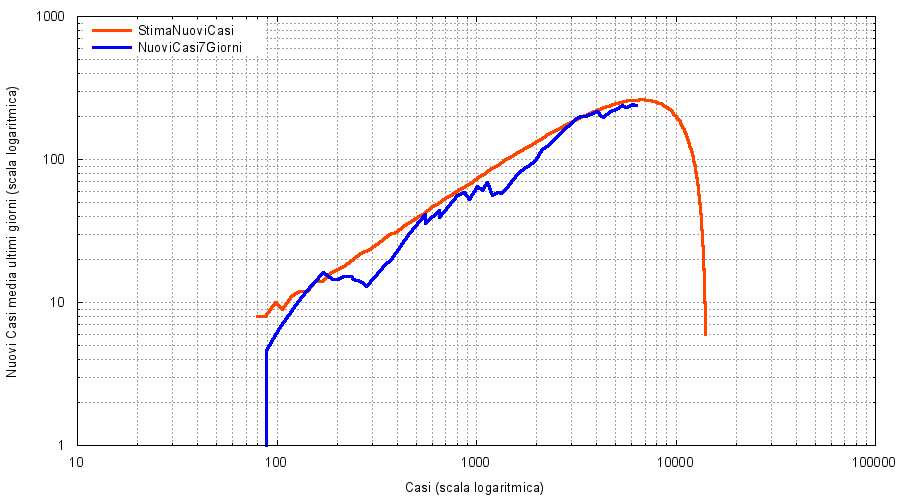 1000
StimaNuoviCasi
NuoviCasi7Giorni
100
10
1
10
100
1000
10000
100000
Nuovi Casi media ultimi giorni (scala logaritmica)
Casi (scala logaritmica)